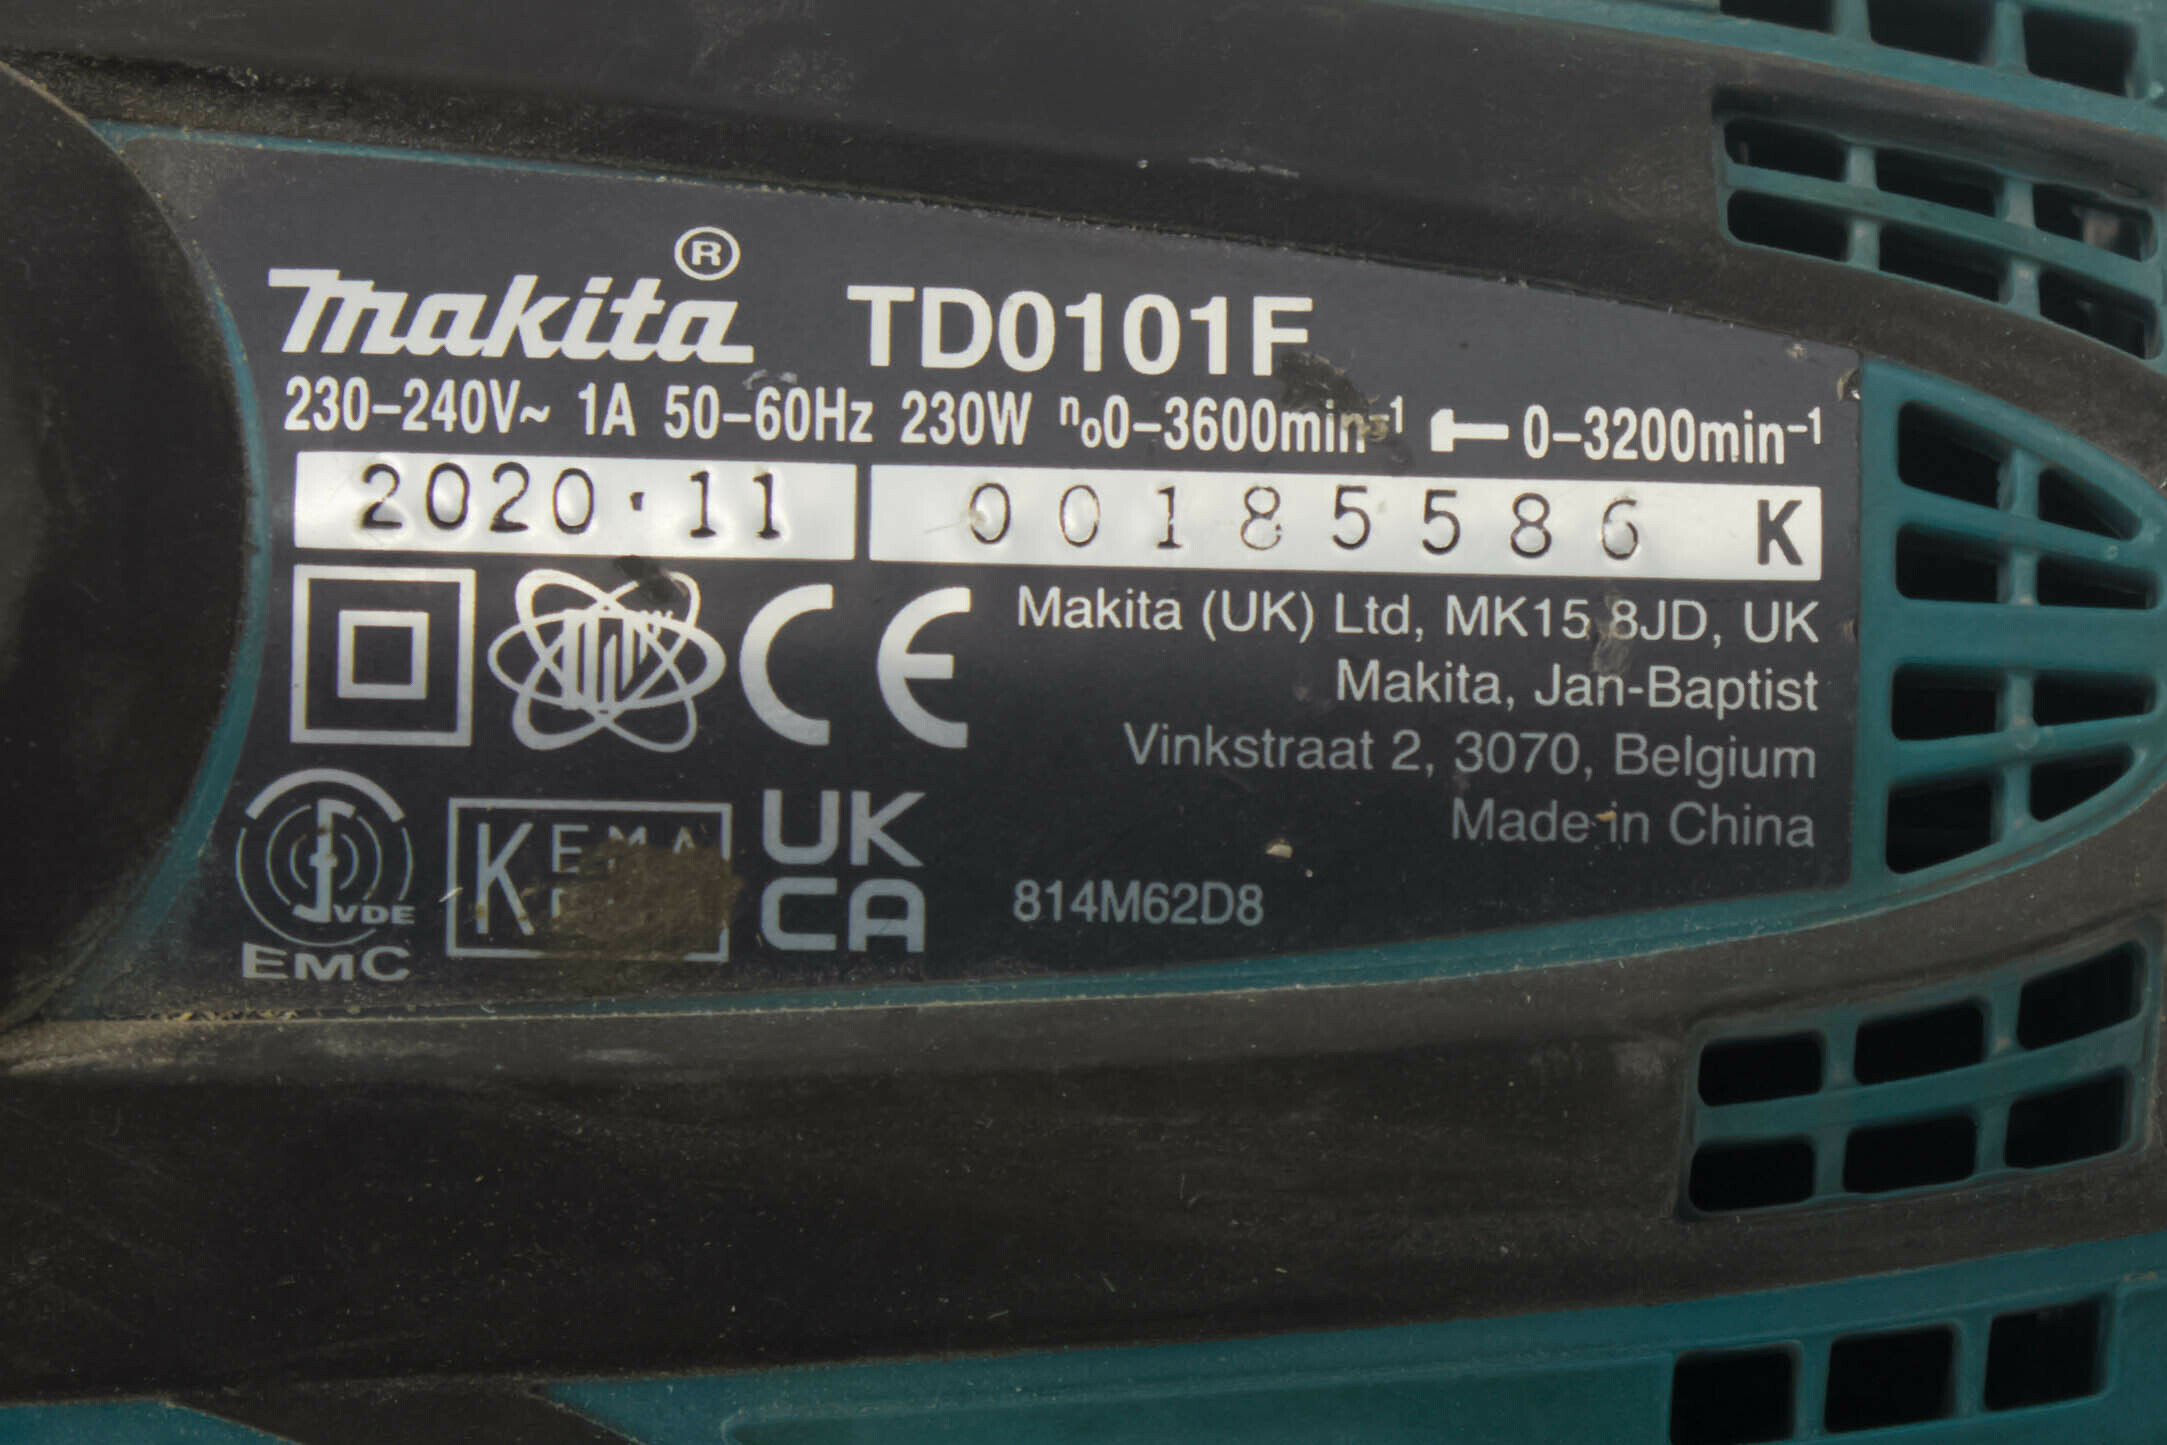 makita® TD0101F
230-240V~ 1A 50-60Hz 230W n₀0-3600min⁻¹ 0-3200min⁻¹
2020·11 00185586 K
CE
Makita (UK) Ltd, MK15 8JD, UK
Makita, Jan-Baptist
Vinkstraat 2, 3070, Belgium
Made in China
VDE
EMC
KEMA
UK
CA
814M62D8